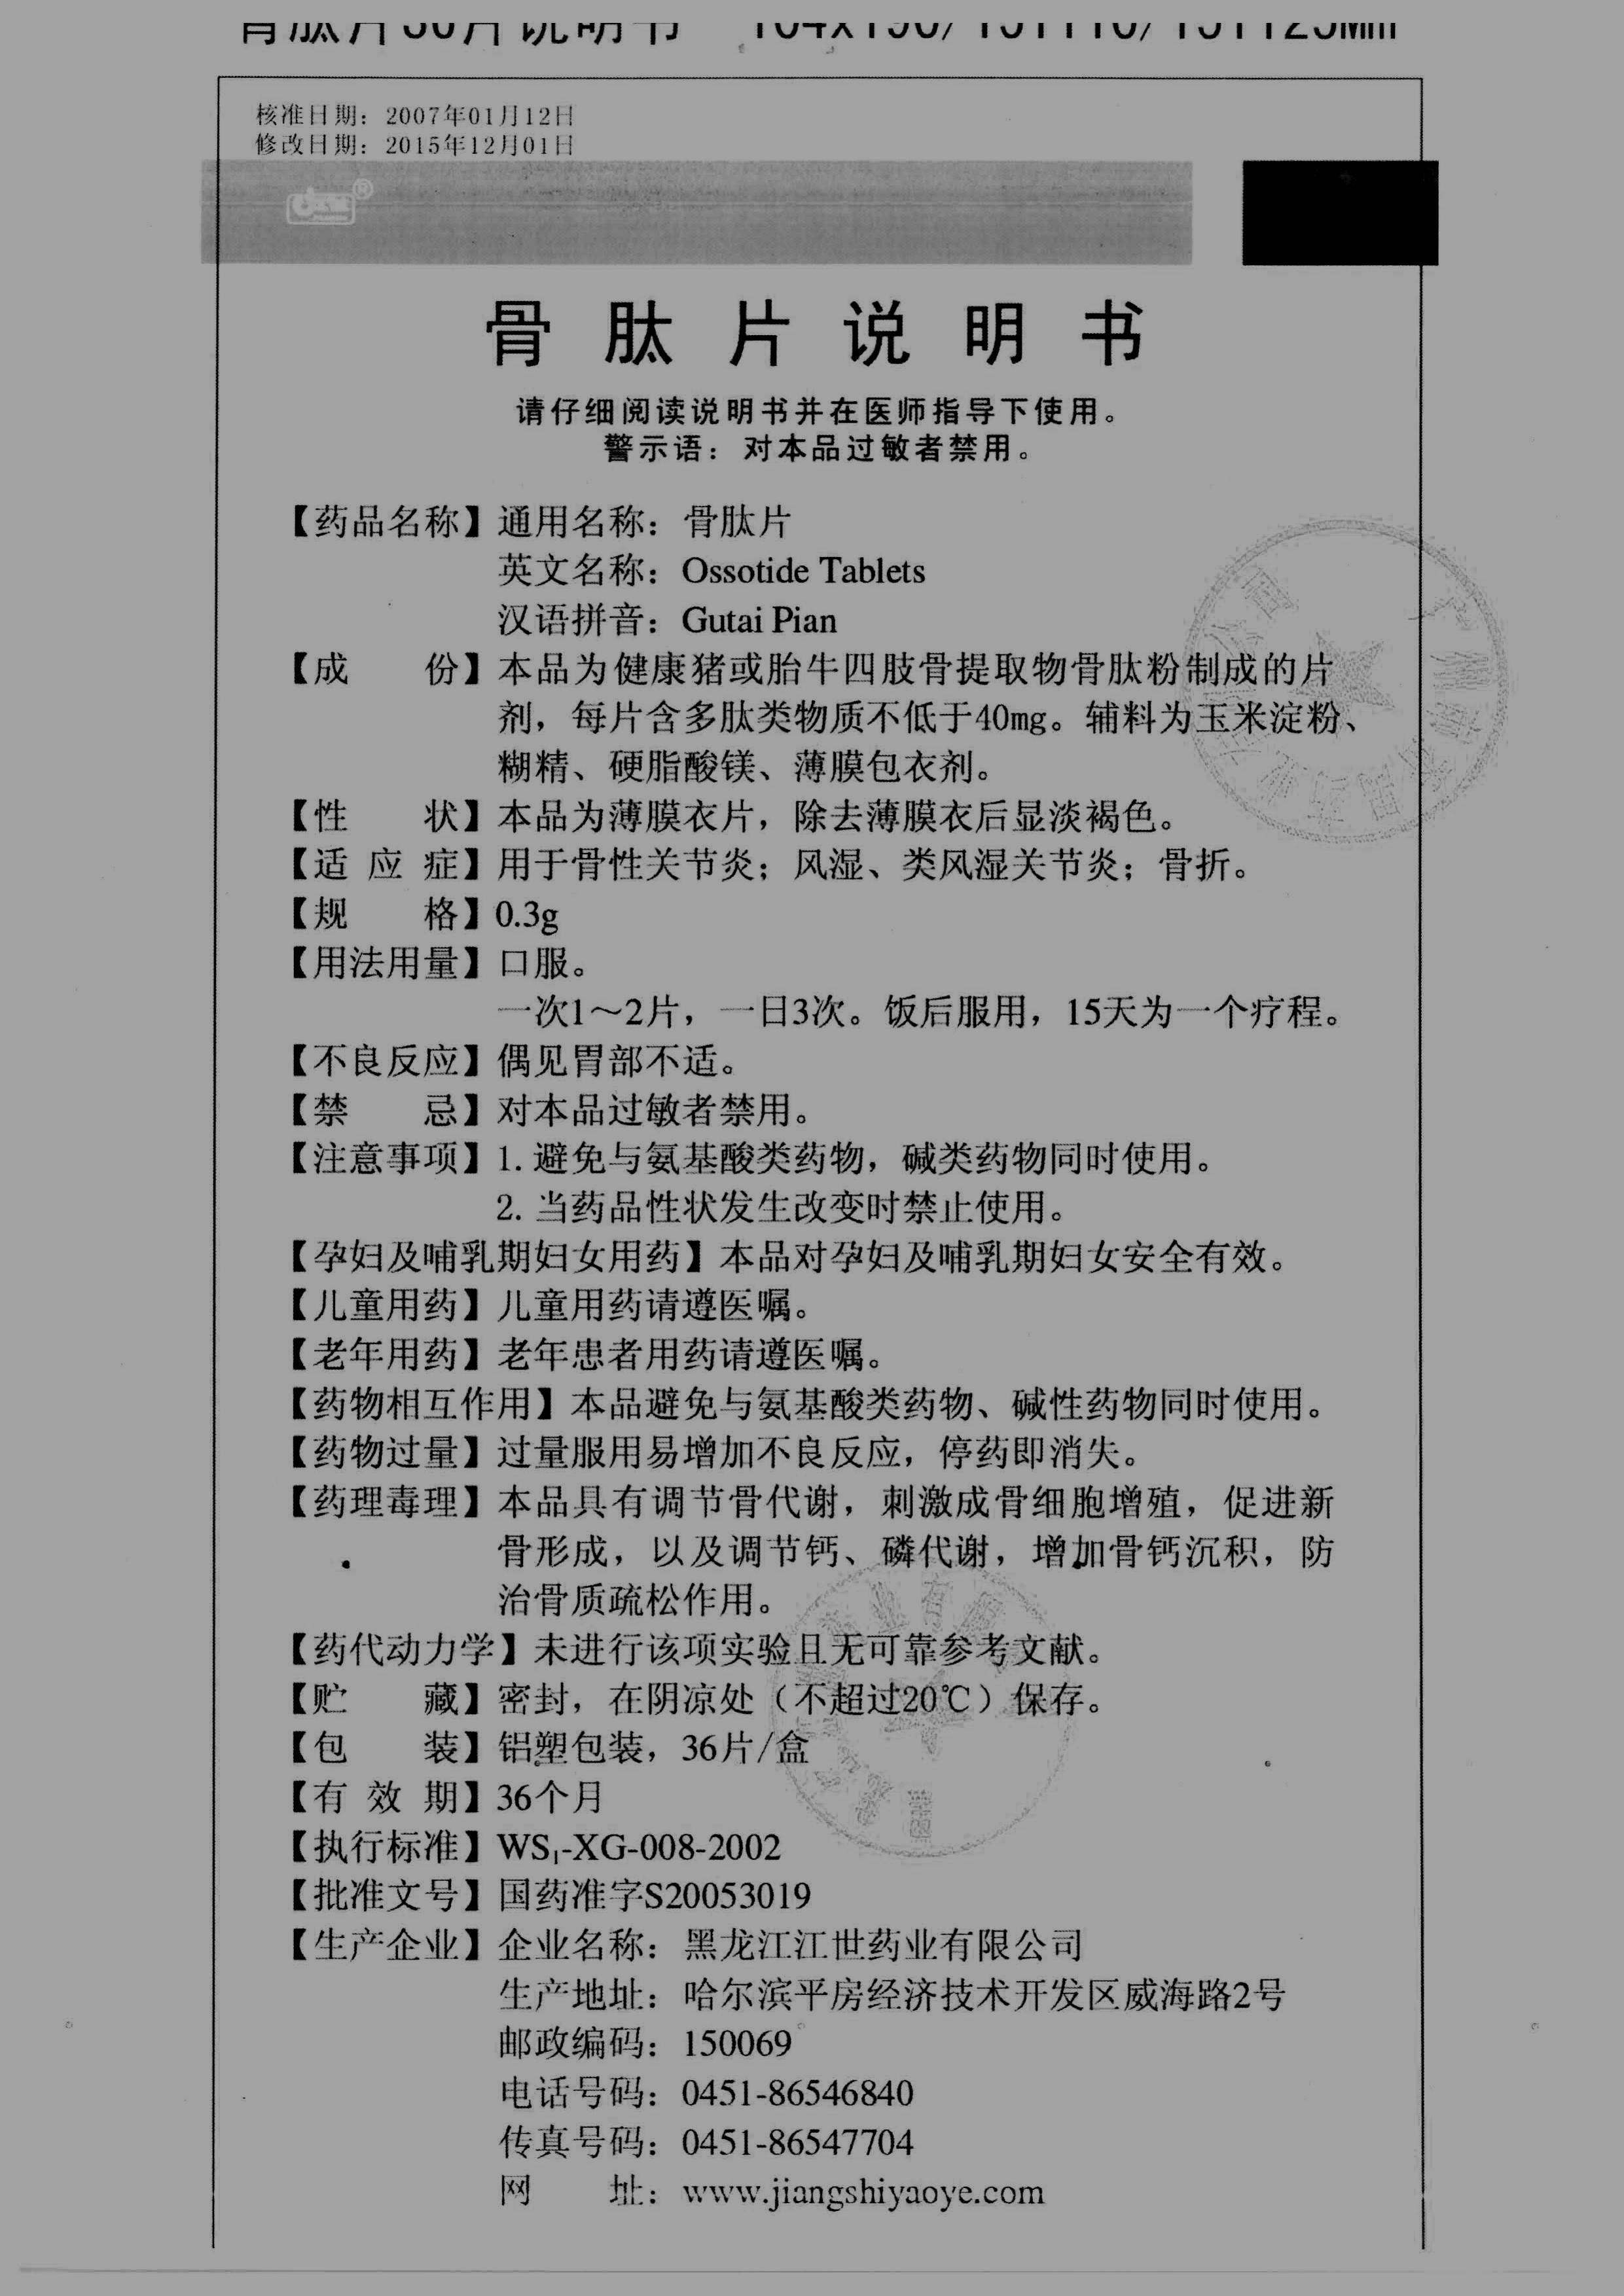 核准日期：2007年01月12日
修改日期：2015年12月01日
骨肽片说明书
请仔细阅读说明书并在医师指导下使用。
警示语：对本品过敏者禁用。
【药品名称】通用名称：骨肽片
英文名称：Ossotide Tablets
汉语拼音：Gutai Pian
【成 份】本品为健康猪或胎牛四肢骨提取物骨肽粉制成的片
剂，每片含多肽类物质不低于40mg。辅料为玉米淀粉、
糊精、硬脂酸镁、薄膜包衣剂。
【性 状】本品为薄膜衣片，除去薄膜衣后显淡褐色。
【适 应 症】用于骨性关节炎；风湿、类风湿关节炎；骨折。
【规 格】0.3g
【用法用量】口服。
一次1～2片，一日3次。饭后服用，15天为一个疗程。
【不良反应】偶见胃部不适。
【禁 忌】对本品过敏者禁用。
【注意事项】1. 避免与氨基酸类药物，碱类药物同时使用。
2. 当药品性状发生改变时禁止使用。
【孕妇及哺乳期妇女用药】本品对孕妇及哺乳期妇女安全有效。
【儿童用药】儿童用药请遵医嘱。
【老年用药】老年患者用药请遵医嘱。
【药物相互作用】本品避免与氨基酸类药物、碱性药物同时使用。
【药物过量】过量服用易增加不良反应，停药即消失。
【药理毒理】本品具有调节骨代谢，刺激成骨细胞增殖，促进新
骨形成，以及调节钙、磷代谢，增加骨钙沉积，防
治骨质疏松作用。
【药代动力学】未进行该项实验且无可靠参考文献。
【贮 藏】密封，在阴凉处（不超过20℃）保存。
【包 装】铝塑包装，36片/盒
【有 效 期】36个月
【执行标准】WS₁-XG-008-2002
【批准文号】国药准字S20053019
【生产企业】企业名称：黑龙江江世药业有限公司
生产地址：哈尔滨平房经济技术开发区威海路2号
邮政编码：150069
电话号码：0451-86546840
传真号码：0451-86547704
网 址：www.jiangshiyaoye.com